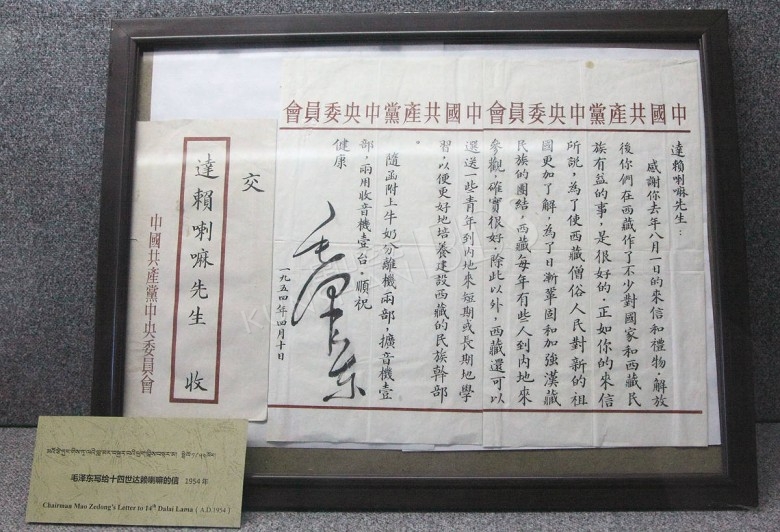 中國共產黨中央委員會
達賴喇嘛先生:
感謝你去年八月一日的來信和禮物。解放
後你們在西藏作了不少對國家和西藏民
族有益的事,是很好的。正如你的來信
所說,為了使西藏僧俗人民對新的祖
國更加了解,為了日漸鞏固和加強漢藏
民族的團結,西藏每年有些人到內地來
參觀,確實很好。除此以外,西藏還可以
中國共產黨中央委員會
選送一些青年到內地來短期或長期地學
習,以便更好地培養建設西藏的民族幹部
隨函附上牛奶分離機兩部,擴音機壹
部,兩用收音機壹台。順祝
健康
毛澤东
一九五四年四月十日
交
達賴喇嘛先生 收
中國共產黨中央委員會
毛泽东写给十四世达赖喇嘛的信 1954 年
Chairman Mao Zedong's Letter to 14th Dalai Lama ( A.D.1954 )